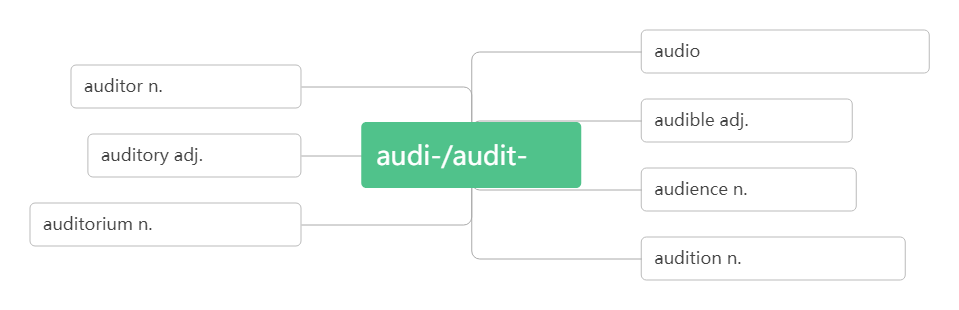 audi-/audit-
audio
audible adj.
audience n.
audition n.
auditor n.
auditory adj.
auditorium n.